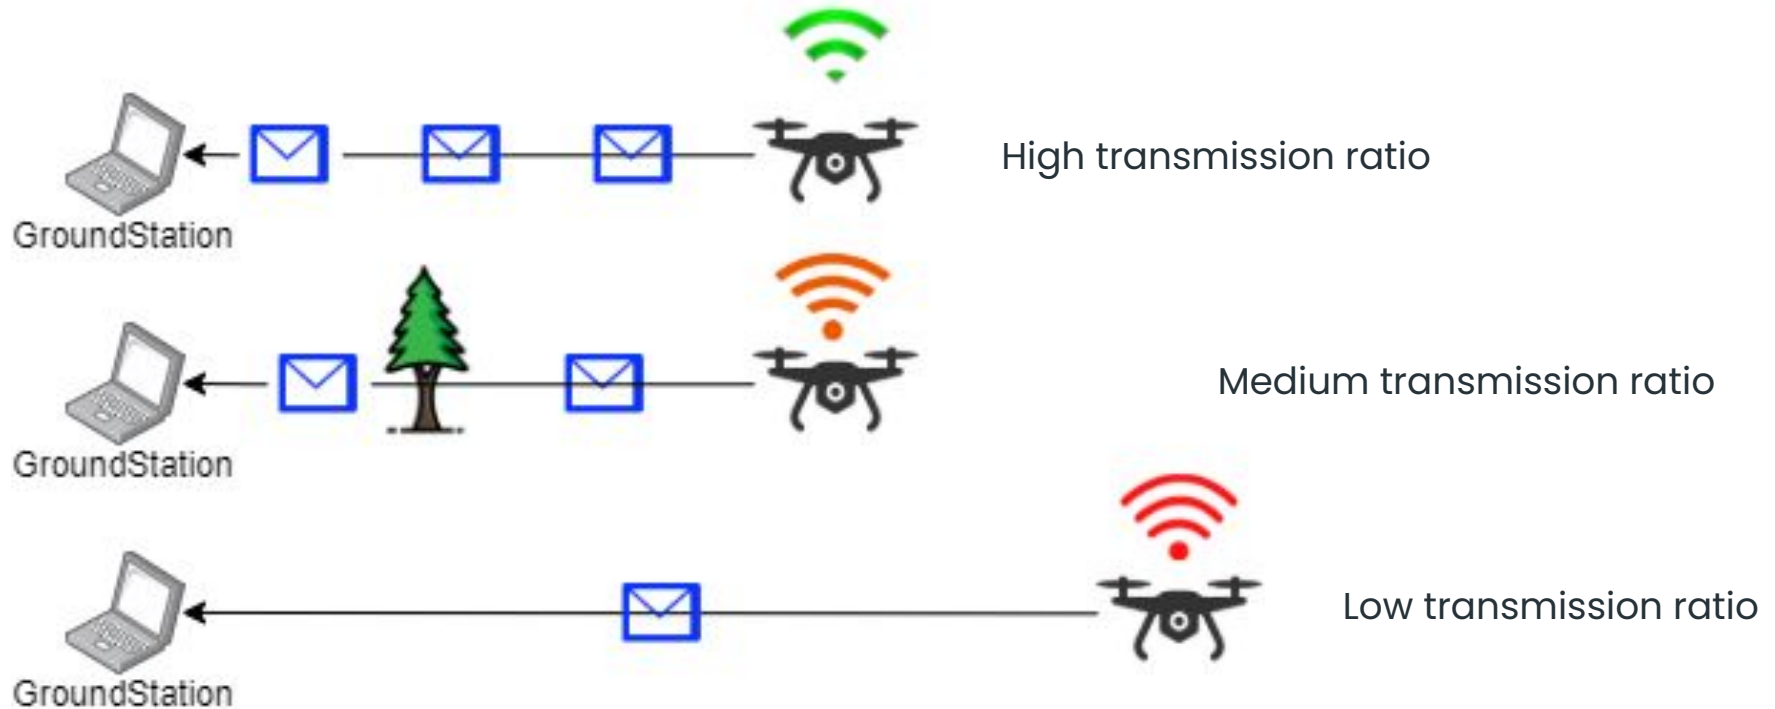 High transmission ratio
GroundStation
Medium transmission ratio
GroundStation
Low transmission ratio
GroundStation